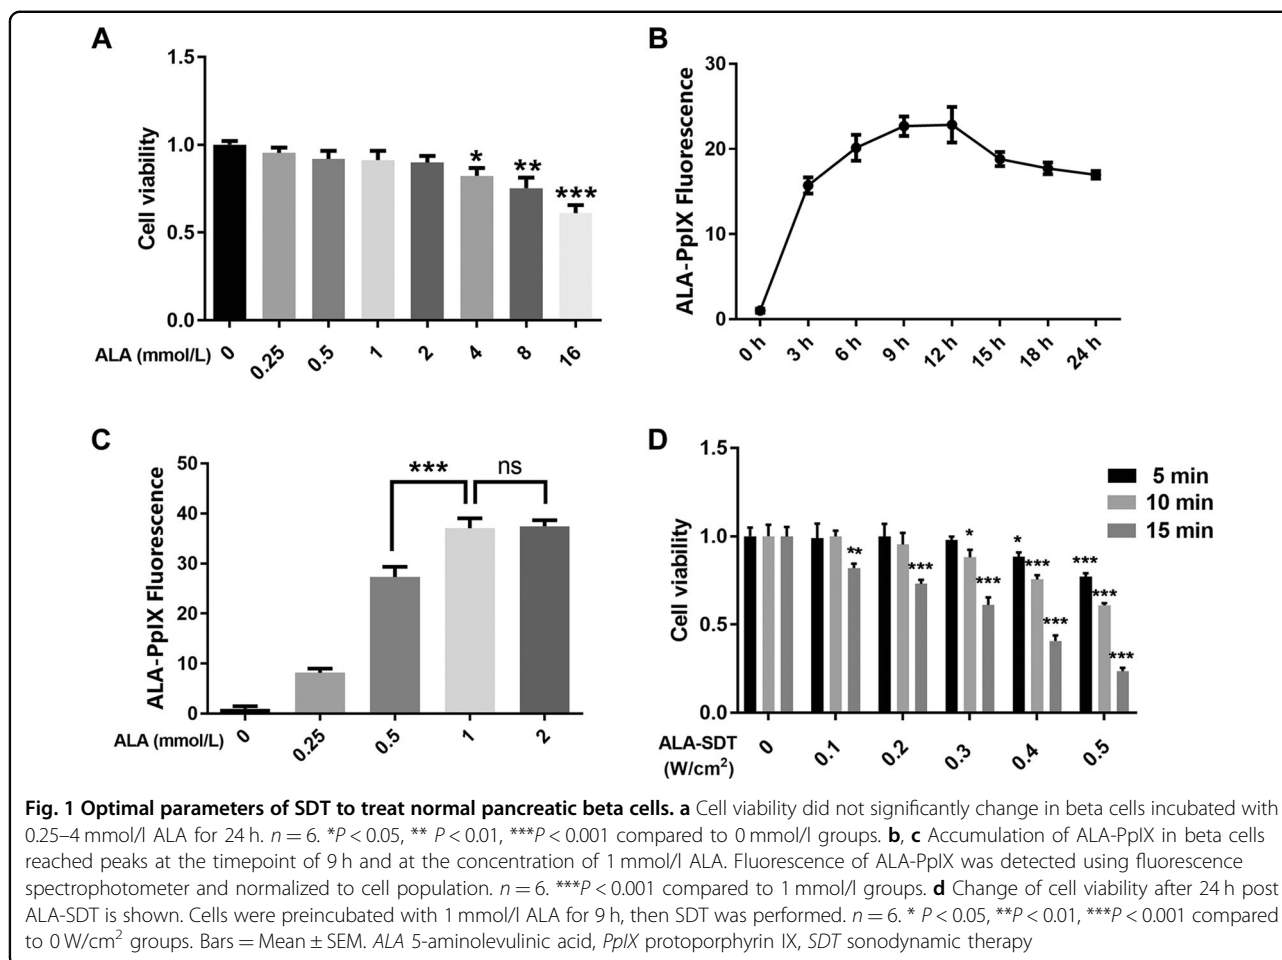 A
1.5
1.0
0.5
0.0
Cell viability
*
**
***
ALA (mmol/L)
0
0.25
0.5
1
2
4
8
16
B
30
20
10
0
ALA-PpIX Fluorescence
0 h
3 h
6 h
9 h
12 h
15 h
18 h
24 h
C
50
40
30
20
10
0
ALA-PpIX Fluorescence
***
ns
ALA (mmol/L)
0
0.25
0.5
1
2
D
1.5
1.0
0.5
0.0
Cell viability
5 min
10 min
15 min
**
***
*
***
*
***
***
***
***
***
ALA-SDT
(W/cm²)
0
0.1
0.2
0.3
0.4
0.5
Fig. 1 Optimal parameters of SDT to treat normal pancreatic beta cells. a Cell viability did not significantly change in beta cells incubated with
0.25–4 mmol/l ALA for 24 h. n = 6. *P < 0.05, ** P < 0.01, ***P < 0.001 compared to 0 mmol/l groups. b, c Accumulation of ALA-PpIX in beta cells
reached peaks at the timepoint of 9 h and at the concentration of 1 mmol/l ALA. Fluorescence of ALA-PpIX was detected using fluorescence
spectrophotometer and normalized to cell population. n = 6. ***P < 0.001 compared to 1 mmol/l groups. d Change of cell viability after 24 h post
ALA-SDT is shown. Cells were preincubated with 1 mmol/l ALA for 9 h, then SDT was performed. n = 6. * P < 0.05, **P < 0.01, ***P < 0.001 compared
to 0 W/cm² groups. Bars = Mean ± SEM. ALA 5-aminolevulinic acid, PpIX protoporphyrin IX, SDT sonodynamic therapy